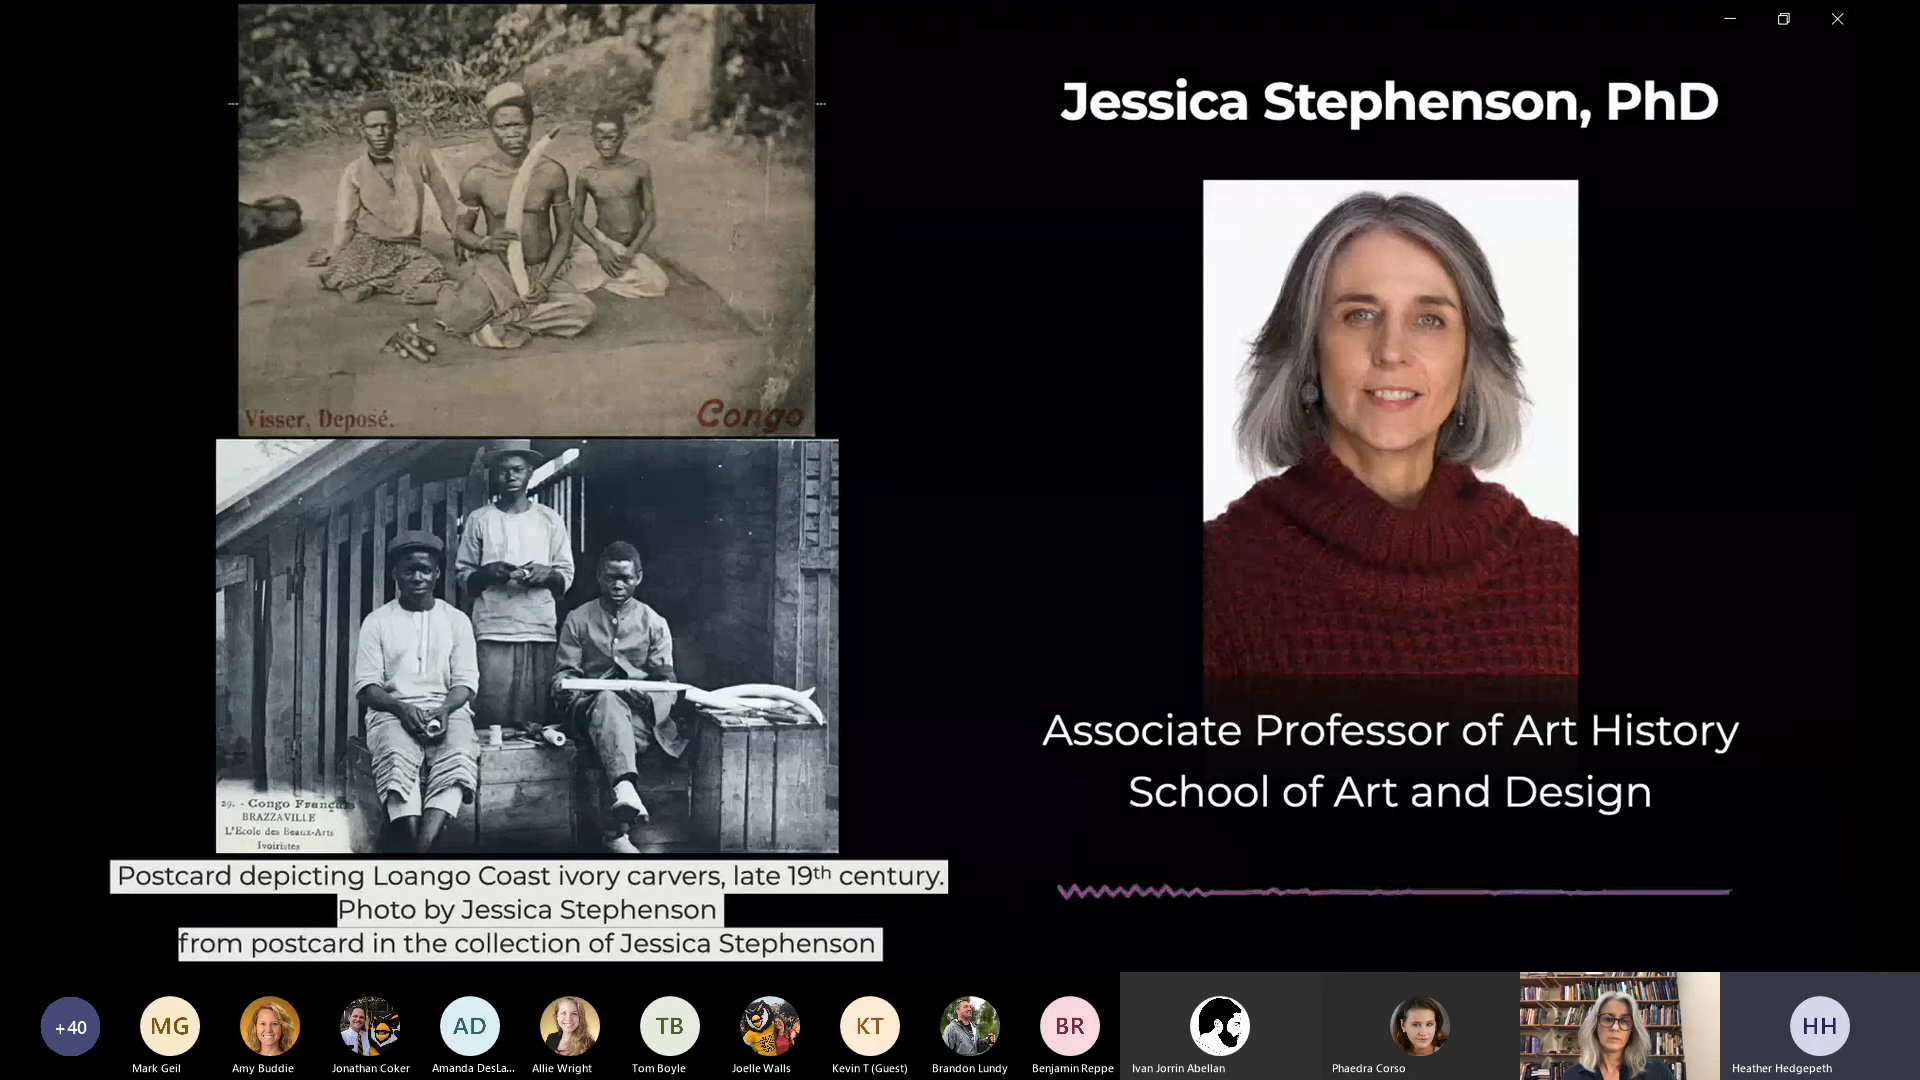 Visser, Deposé.
Congo
29. - Congo Français
BRAZZAVILLE
L'École des Beaux-Arts
Ivoiristes
Postcard depicting Loango Coast ivory carvers, late 19th century.
Photo by Jessica Stephenson
from postcard in the collection of Jessica Stephenson
Jessica Stephenson, PhD
Associate Professor of Art History
School of Art and Design
+40
MG
AD
TB
KT
BR
HH
Mark Geil
Amy Buddie
Jonathan Coker
Amanda DesLa...
Allie Wright
Tom Boyle
Joelle Walls
Kevin T (Guest)
Brandon Lundy
Benjamin Reppe
Ivan Jorrin Abellan
Phaedra Corso
Heather Hedgepeth